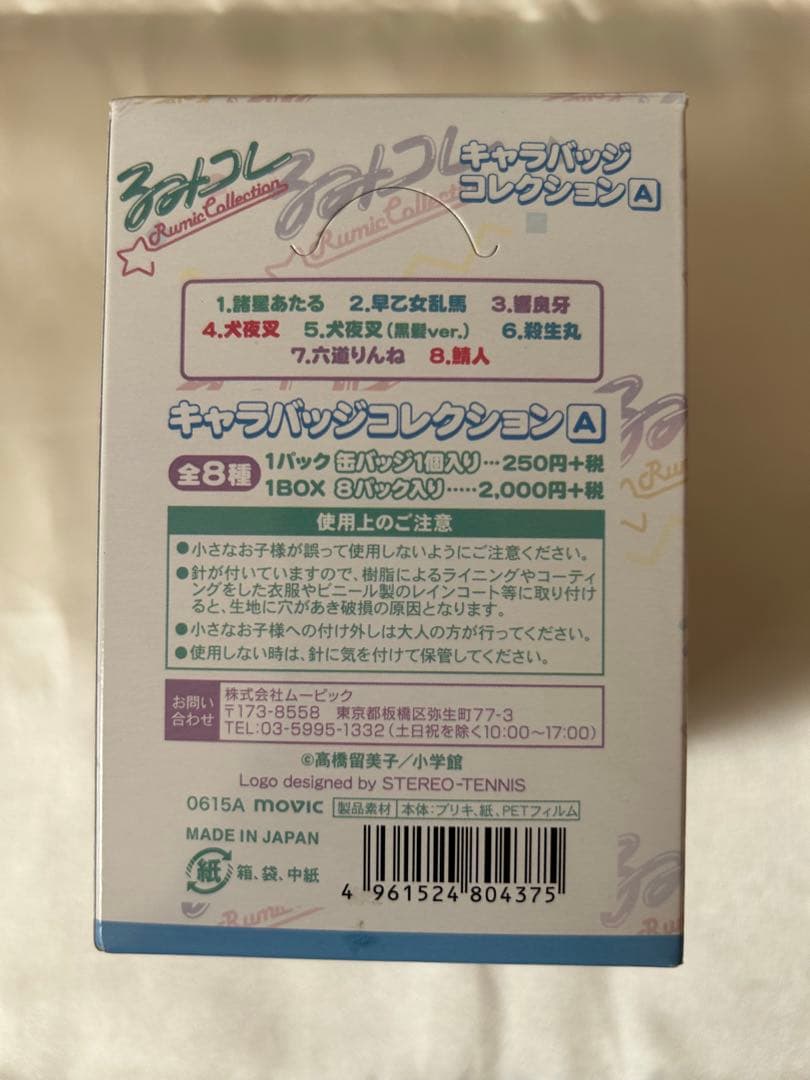 るみコレ
Rumic Collection
るみコレ
Rumic Collection
キャラバッジ
コレクションA
1.諸星あたる 2.早乙女乱馬 3.響良牙
4.犬夜叉 5.犬夜叉(黒髪ver.) 6.殺生丸
7.六道りんね 8.鯖人
キャラバッジコレクションA
全8種
1パック 缶バッジ1個入り…250円+税
1BOX 8パック入り……2,000円+税
使用上のご注意
●小さなお子様が誤って使用しないようにご注意ください。
●針が付いていますので、樹脂によるライニングやコーティ
ングをした衣服やビニール製のレインコート等に取り付け
ると、生地に穴があき破損の原因となります。
●小さなお子様への付け外しは大人の方が行ってください。
●使用しない時は、針に気を付けて保管してください。
お問い
合わせ
株式会社ムービック
〒173-8558 東京都板橋区弥生町77-3
TEL:03-5995-1332(土日祝を除く10:00〜17:00)
©高橋留美子/小学館
Logo designed by STEREO-TENNIS
0615A movic 製品素材 本体:ブリキ、紙、PETフィルム
MADE IN JAPAN
紙 箱、袋、中紙
4 961524 804375